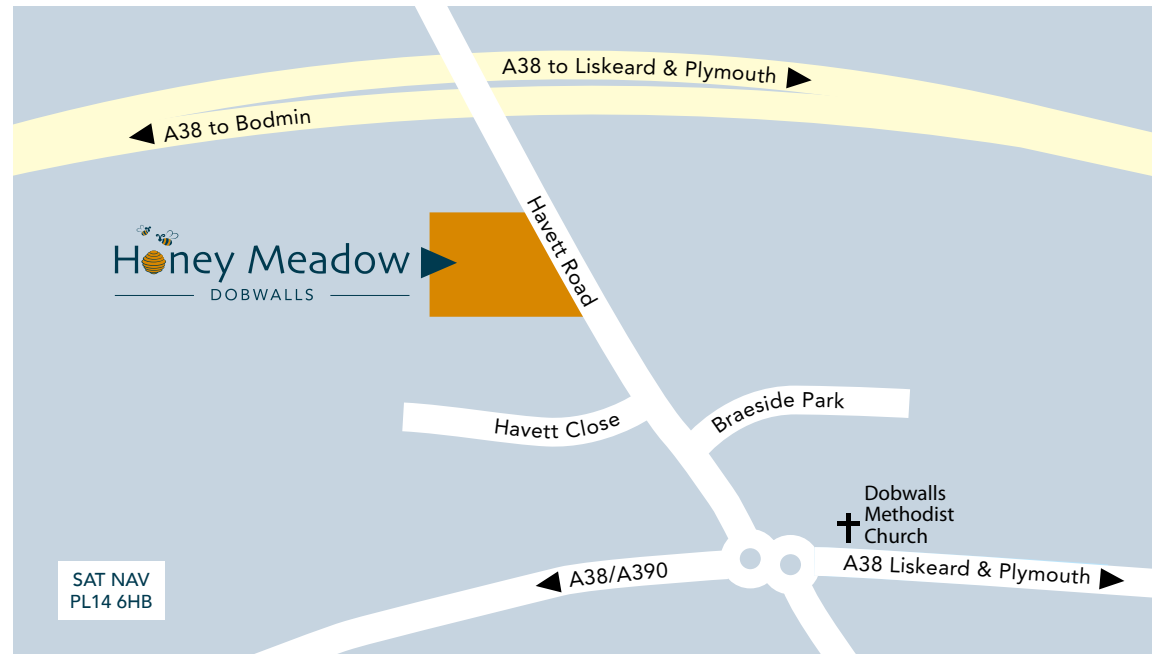 A38 to Liskeard & Plymouth
A38 to Bodmin
Havett Road
Honey Meadow
DOBWALLS
Havett Close
Braeside Park
Dobwalls
Methodist
Church
A38/A390
A38 Liskeard & Plymouth
SAT NAV
PL14 6HB